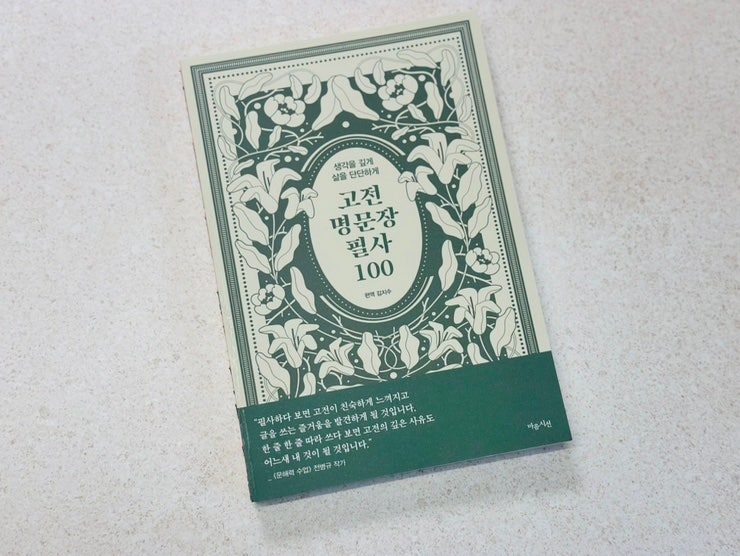 생각을 깊게
삶을 단단하게
고전
명문장
필사
100
편역 김지수
"필사하다 보면 고전이 친숙하게 느껴지고
글을 쓰는 즐거움을 발견하게 될 것입니다.
한 줄 한 줄 따라 쓰다 보면 고전의 깊은 사유도
어느새 내 것이 될 것입니다."
_ 《문해력 수업》 전병규 작가
마음시선